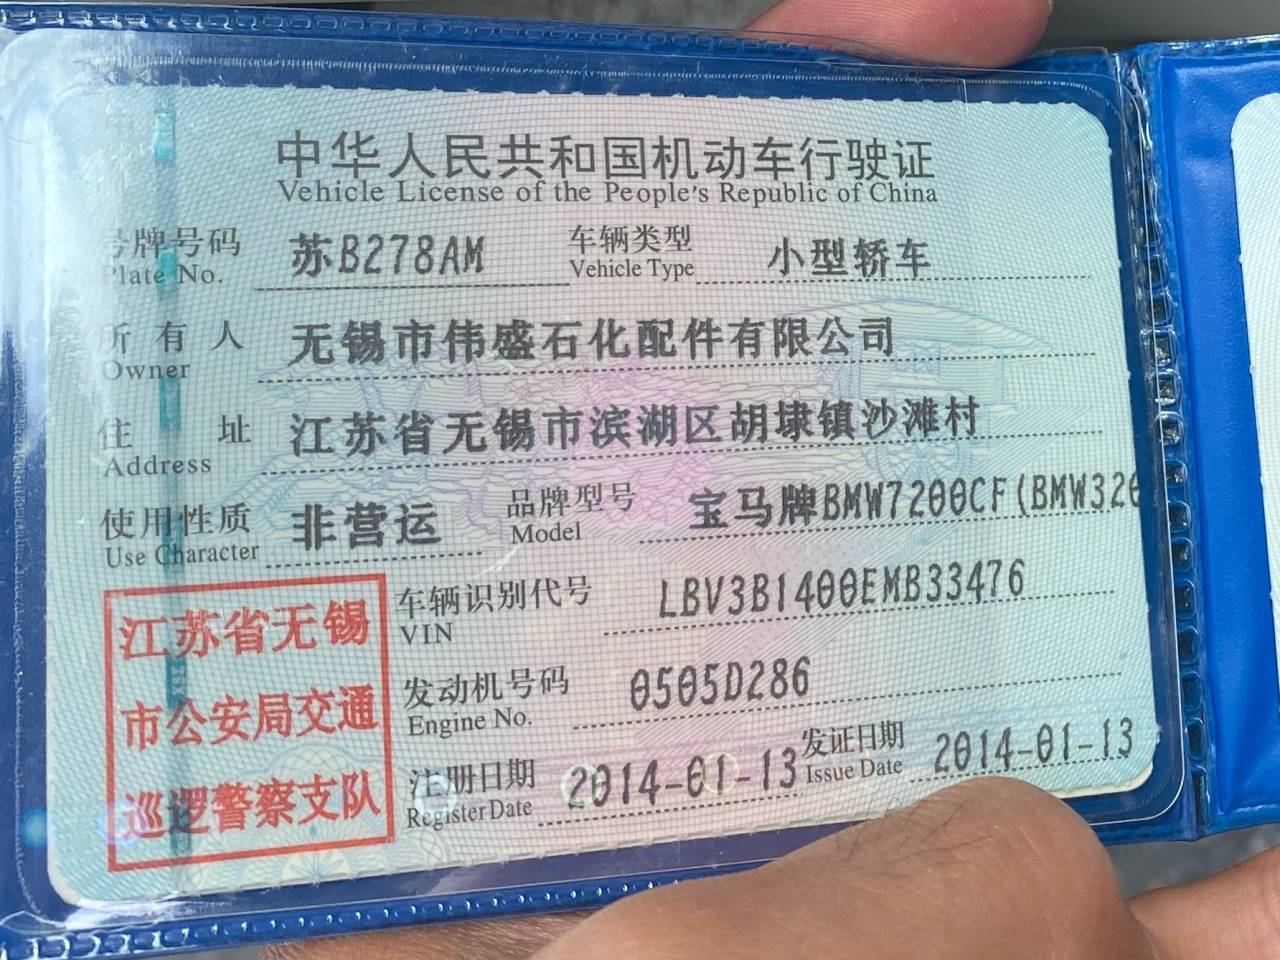 中华人民共和国机动车行驶证
Vehicle License of the People's Republic of China
号牌号码 苏B278AM 车辆类型 小型轿车
Plate No. Vehicle Type
所有人 无锡市伟盛石化配件有限公司
Owner
住址 江苏省无锡市滨湖区胡埭镇沙滩村
Address
使用性质 非营运 品牌型号 宝马牌BMW7200CF(BMW320
Use Character Model
江苏省无锡
市公安局交通
巡逻警察支队
车辆识别代号 LBV3B1400EMB33476
VIN
发动机号码 0505D286
Engine No.
注册日期 2014-01-13 发证日期 2014-01-13
Register Date Issue Date